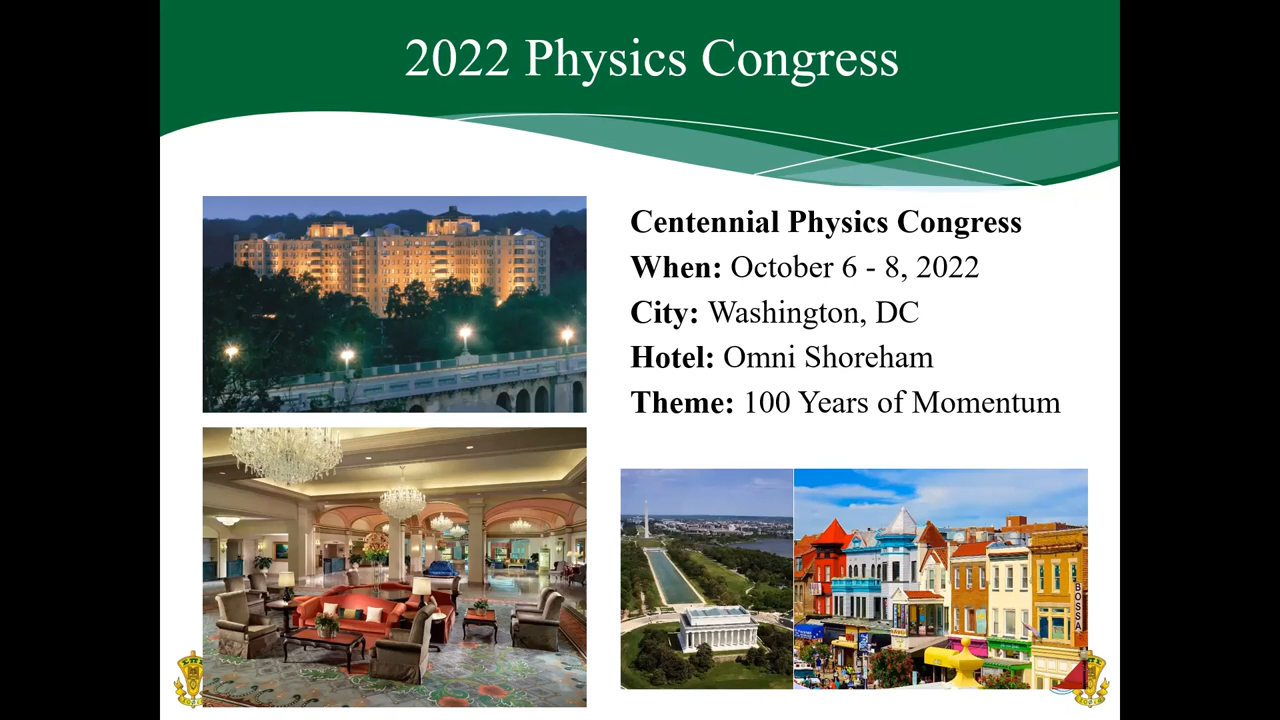 2022 Physics Congress
Centennial Physics Congress
When: October 6 - 8, 2022
City: Washington, DC
Hotel: Omni Shoreham
Theme: 100 Years of Momentum
BOSSA